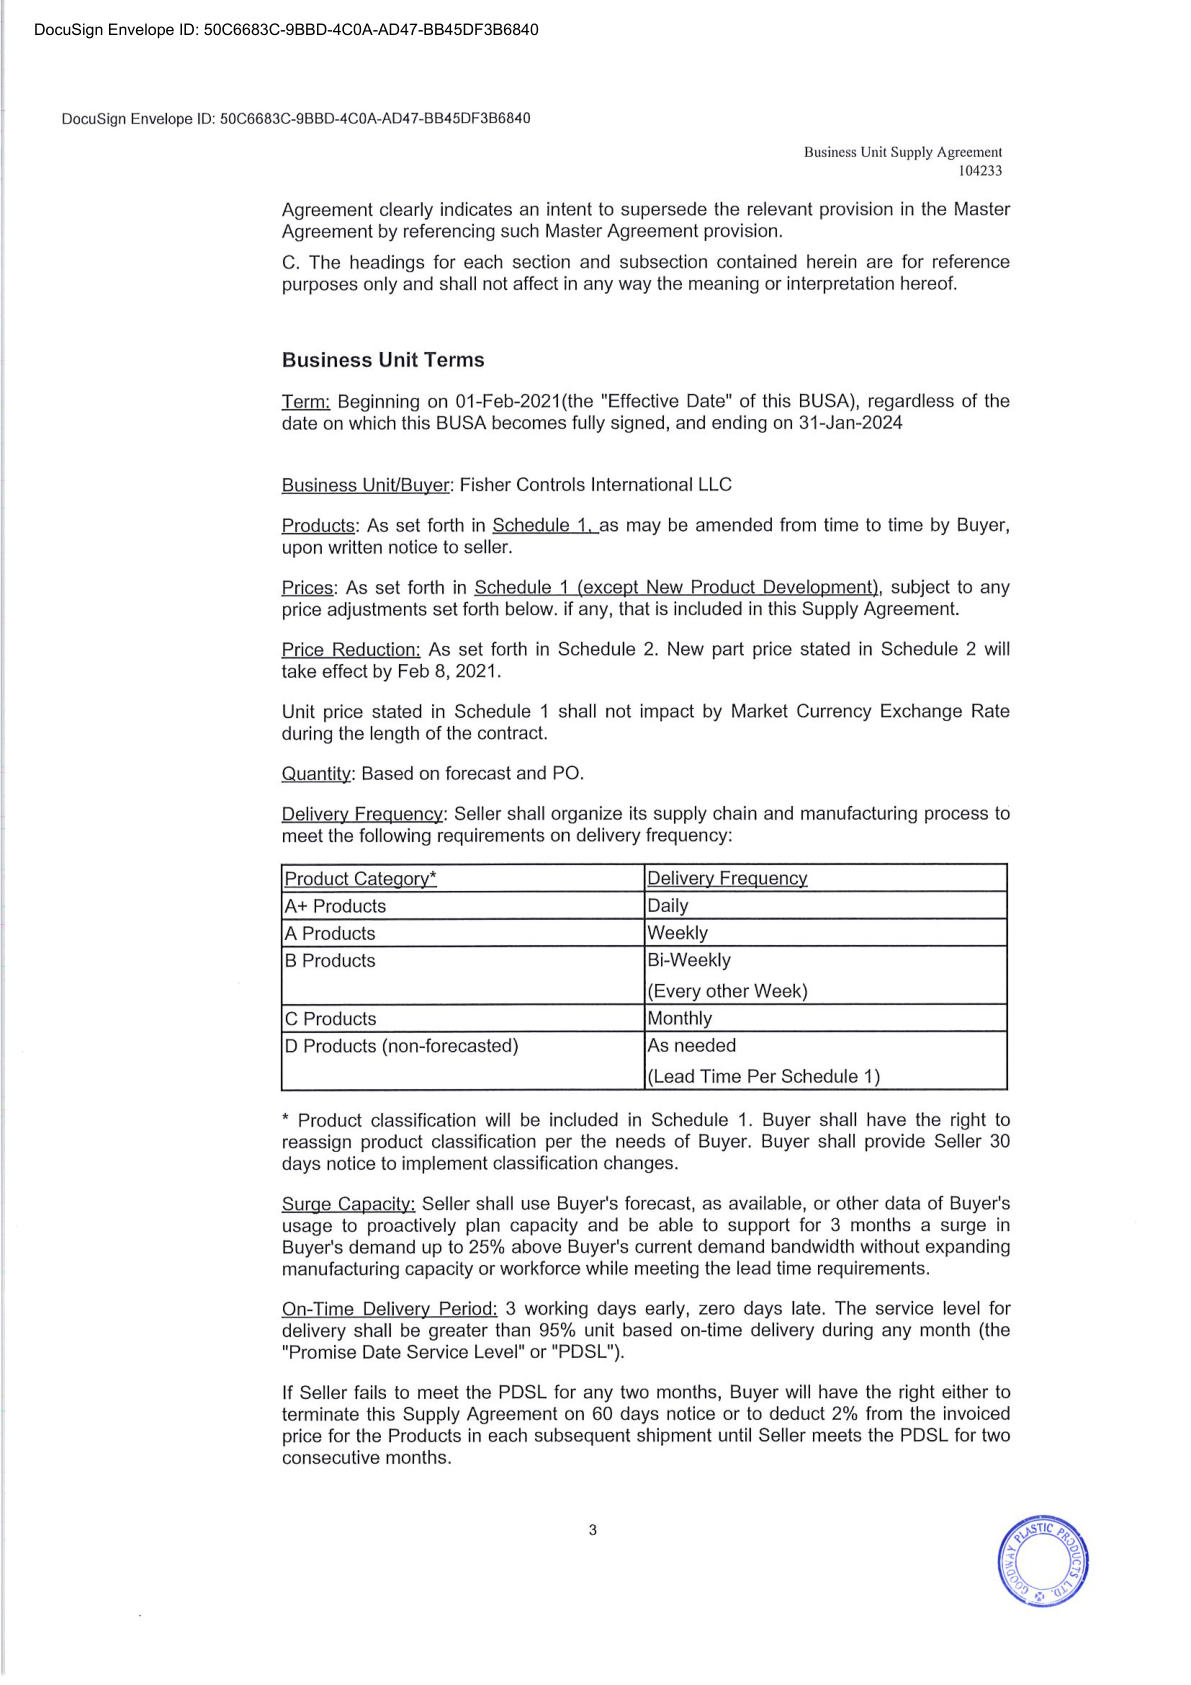 DocuSign Envelope ID: 50C6683C-9BBD-4C0A-AD47-BB45DF3B6840
DocuSign Envelope ID: 50C6683C-9BBD-4C0A-AD47-BB45DF3B6840
Business Unit Supply Agreement
104233
Agreement clearly indicates an intent to supersede the relevant provision in the Master
Agreement by referencing such Master Agreement provision.
C. The headings for each section and subsection contained herein are for reference
purposes only and shall not affect in any way the meaning or interpretation hereof.
Business Unit Terms
Term: Beginning on 01-Feb-2021(the "Effective Date" of this BUSA), regardless of the
date on which this BUSA becomes fully signed, and ending on 31-Jan-2024
Business Unit/Buyer: Fisher Controls International LLC
Products: As set forth in Schedule 1, as may be amended from time to time by Buyer,
upon written notice to seller.
Prices: As set forth in Schedule 1 (except New Product Development), subject to any
price adjustments set forth below. if any, that is included in this Supply Agreement.
Price Reduction: As set forth in Schedule 2. New part price stated in Schedule 2 will
take effect by Feb 8, 2021.
Unit price stated in Schedule 1 shall not impact by Market Currency Exchange Rate
during the length of the contract.
Quantity: Based on forecast and PO.
Delivery Frequency: Seller shall organize its supply chain and manufacturing process to
meet the following requirements on delivery frequency:
Product Category* Delivery Frequency
A+ Products Daily
A Products Weekly
B Products Bi-Weekly
(Every other Week)
C Products Monthly
D Products (non-forecasted) As needed
(Lead Time Per Schedule 1)
* Product classification will be included in Schedule 1. Buyer shall have the right to
reassign product classification per the needs of Buyer. Buyer shall provide Seller 30
days notice to implement classification changes.
Surge Capacity: Seller shall use Buyer's forecast, as available, or other data of Buyer's
usage to proactively plan capacity and be able to support for 3 months a surge in
Buyer's demand up to 25% above Buyer's current demand bandwidth without expanding
manufacturing capacity or workforce while meeting the lead time requirements.
On-Time Delivery Period: 3 working days early, zero days late. The service level for
delivery shall be greater than 95% unit based on-time delivery during any month (the
"Promise Date Service Level" or "PDSL").
If Seller fails to meet the PDSL for any two months, Buyer will have the right either to
terminate this Supply Agreement on 60 days notice or to deduct 2% from the invoiced
price for the Products in each subsequent shipment until Seller meets the PDSL for two
consecutive months.
3
GOODWAY PLASTIC PRODUCTS LTD.